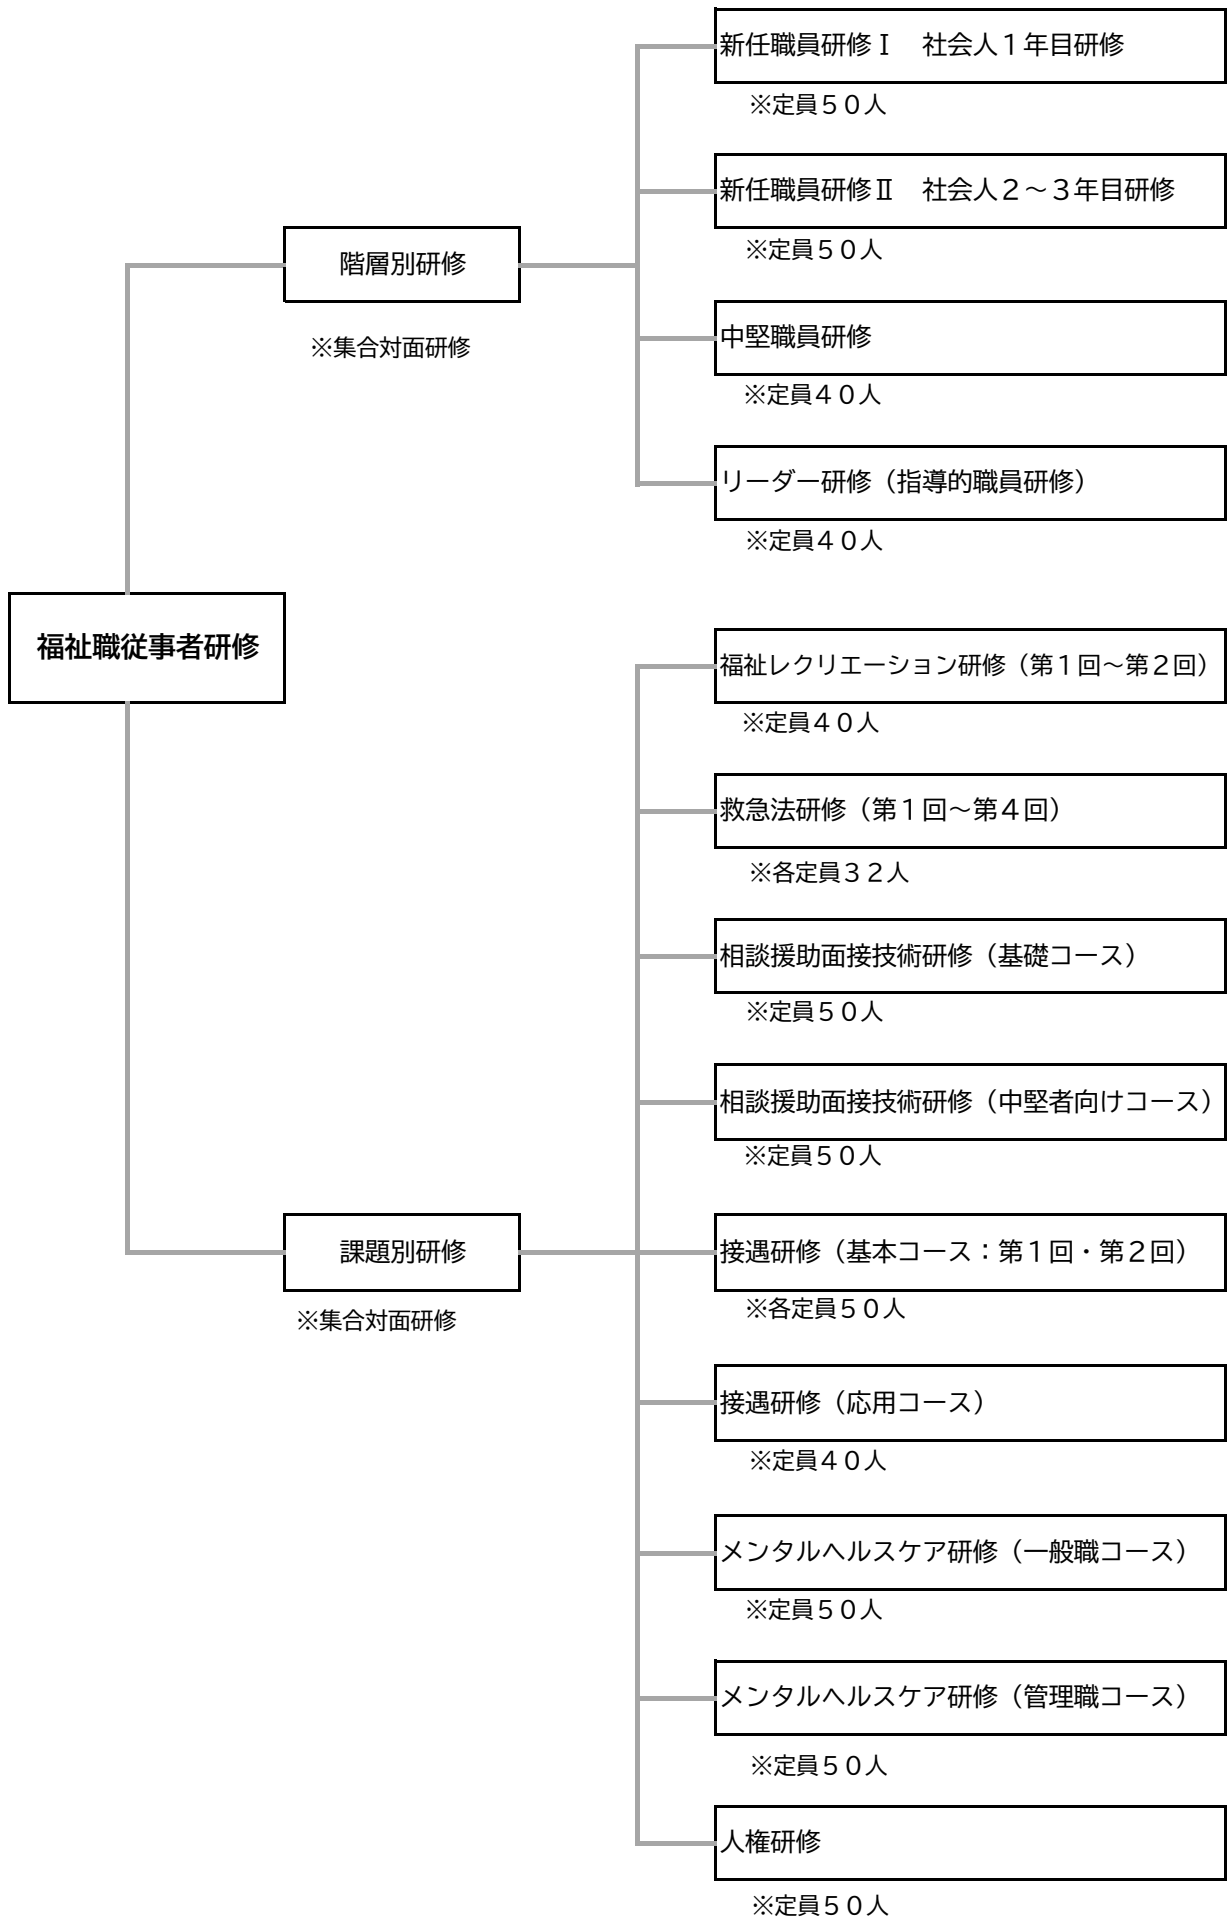 福祉職従事者研修
階層別研修
※集合対面研修
新任職員研修Ⅰ　社会人１年目研修
※定員５０人
新任職員研修Ⅱ　社会人２～３年目研修
※定員５０人
中堅職員研修
※定員４０人
リーダー研修（指導的職員研修）
※定員４０人
課題別研修
※集合対面研修
福祉レクリエーション研修（第１回～第２回）
※定員４０人
救急法研修（第１回～第４回）
※各定員３２人
相談援助面接技術研修（基礎コース）
※定員５０人
相談援助面接技術研修（中堅者向けコース）
※定員５０人
接遇研修（基本コース：第１回・第２回）
※各定員５０人
接遇研修（応用コース）
※定員４０人
メンタルヘルスケア研修（一般職コース）
※定員５０人
メンタルヘルスケア研修（管理職コース）
※定員５０人
人権研修
※定員５０人